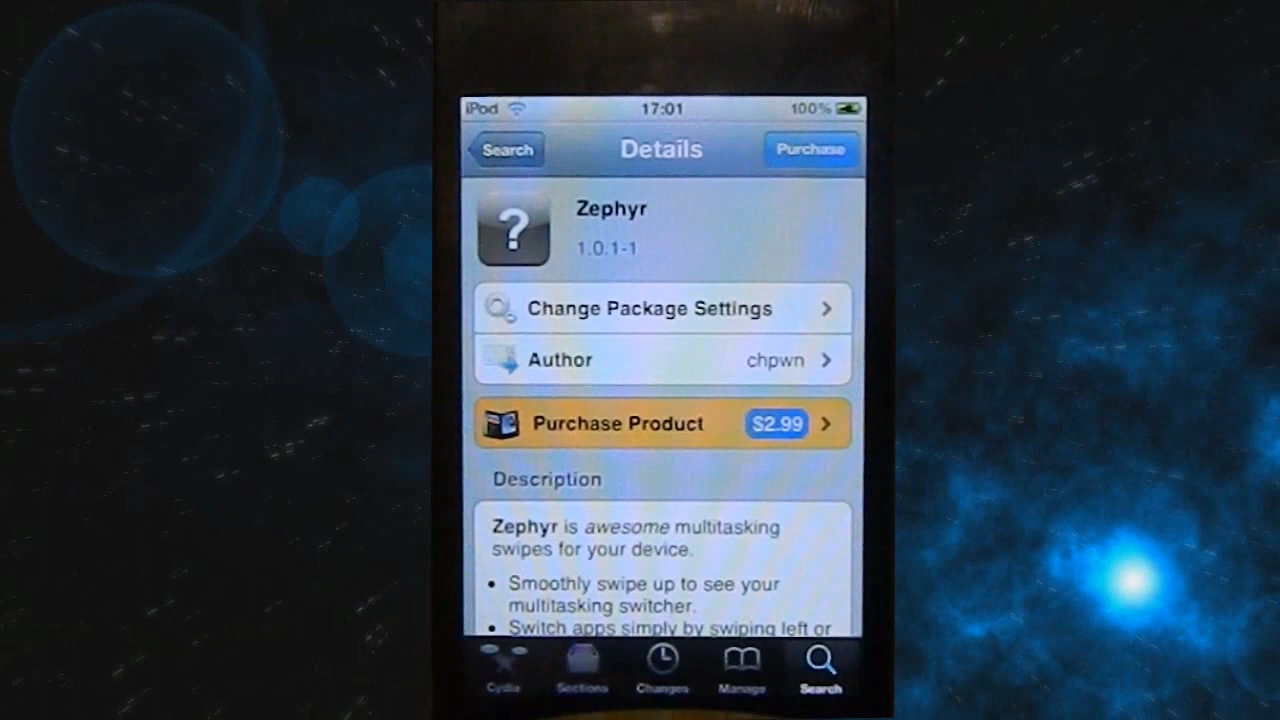 iPod 17:01 100%
Search Details Purchase
?
Zephyr
1.0.1-1
Change Package Settings
Author chpwn
Purchase Product $2.99
Description
Zephyr is awesome multitasking
swipes for your device.
• Smoothly swipe up to see your
multitasking switcher.
• Switch apps simply by swiping left or
Cydia Sections Changes Manage Search